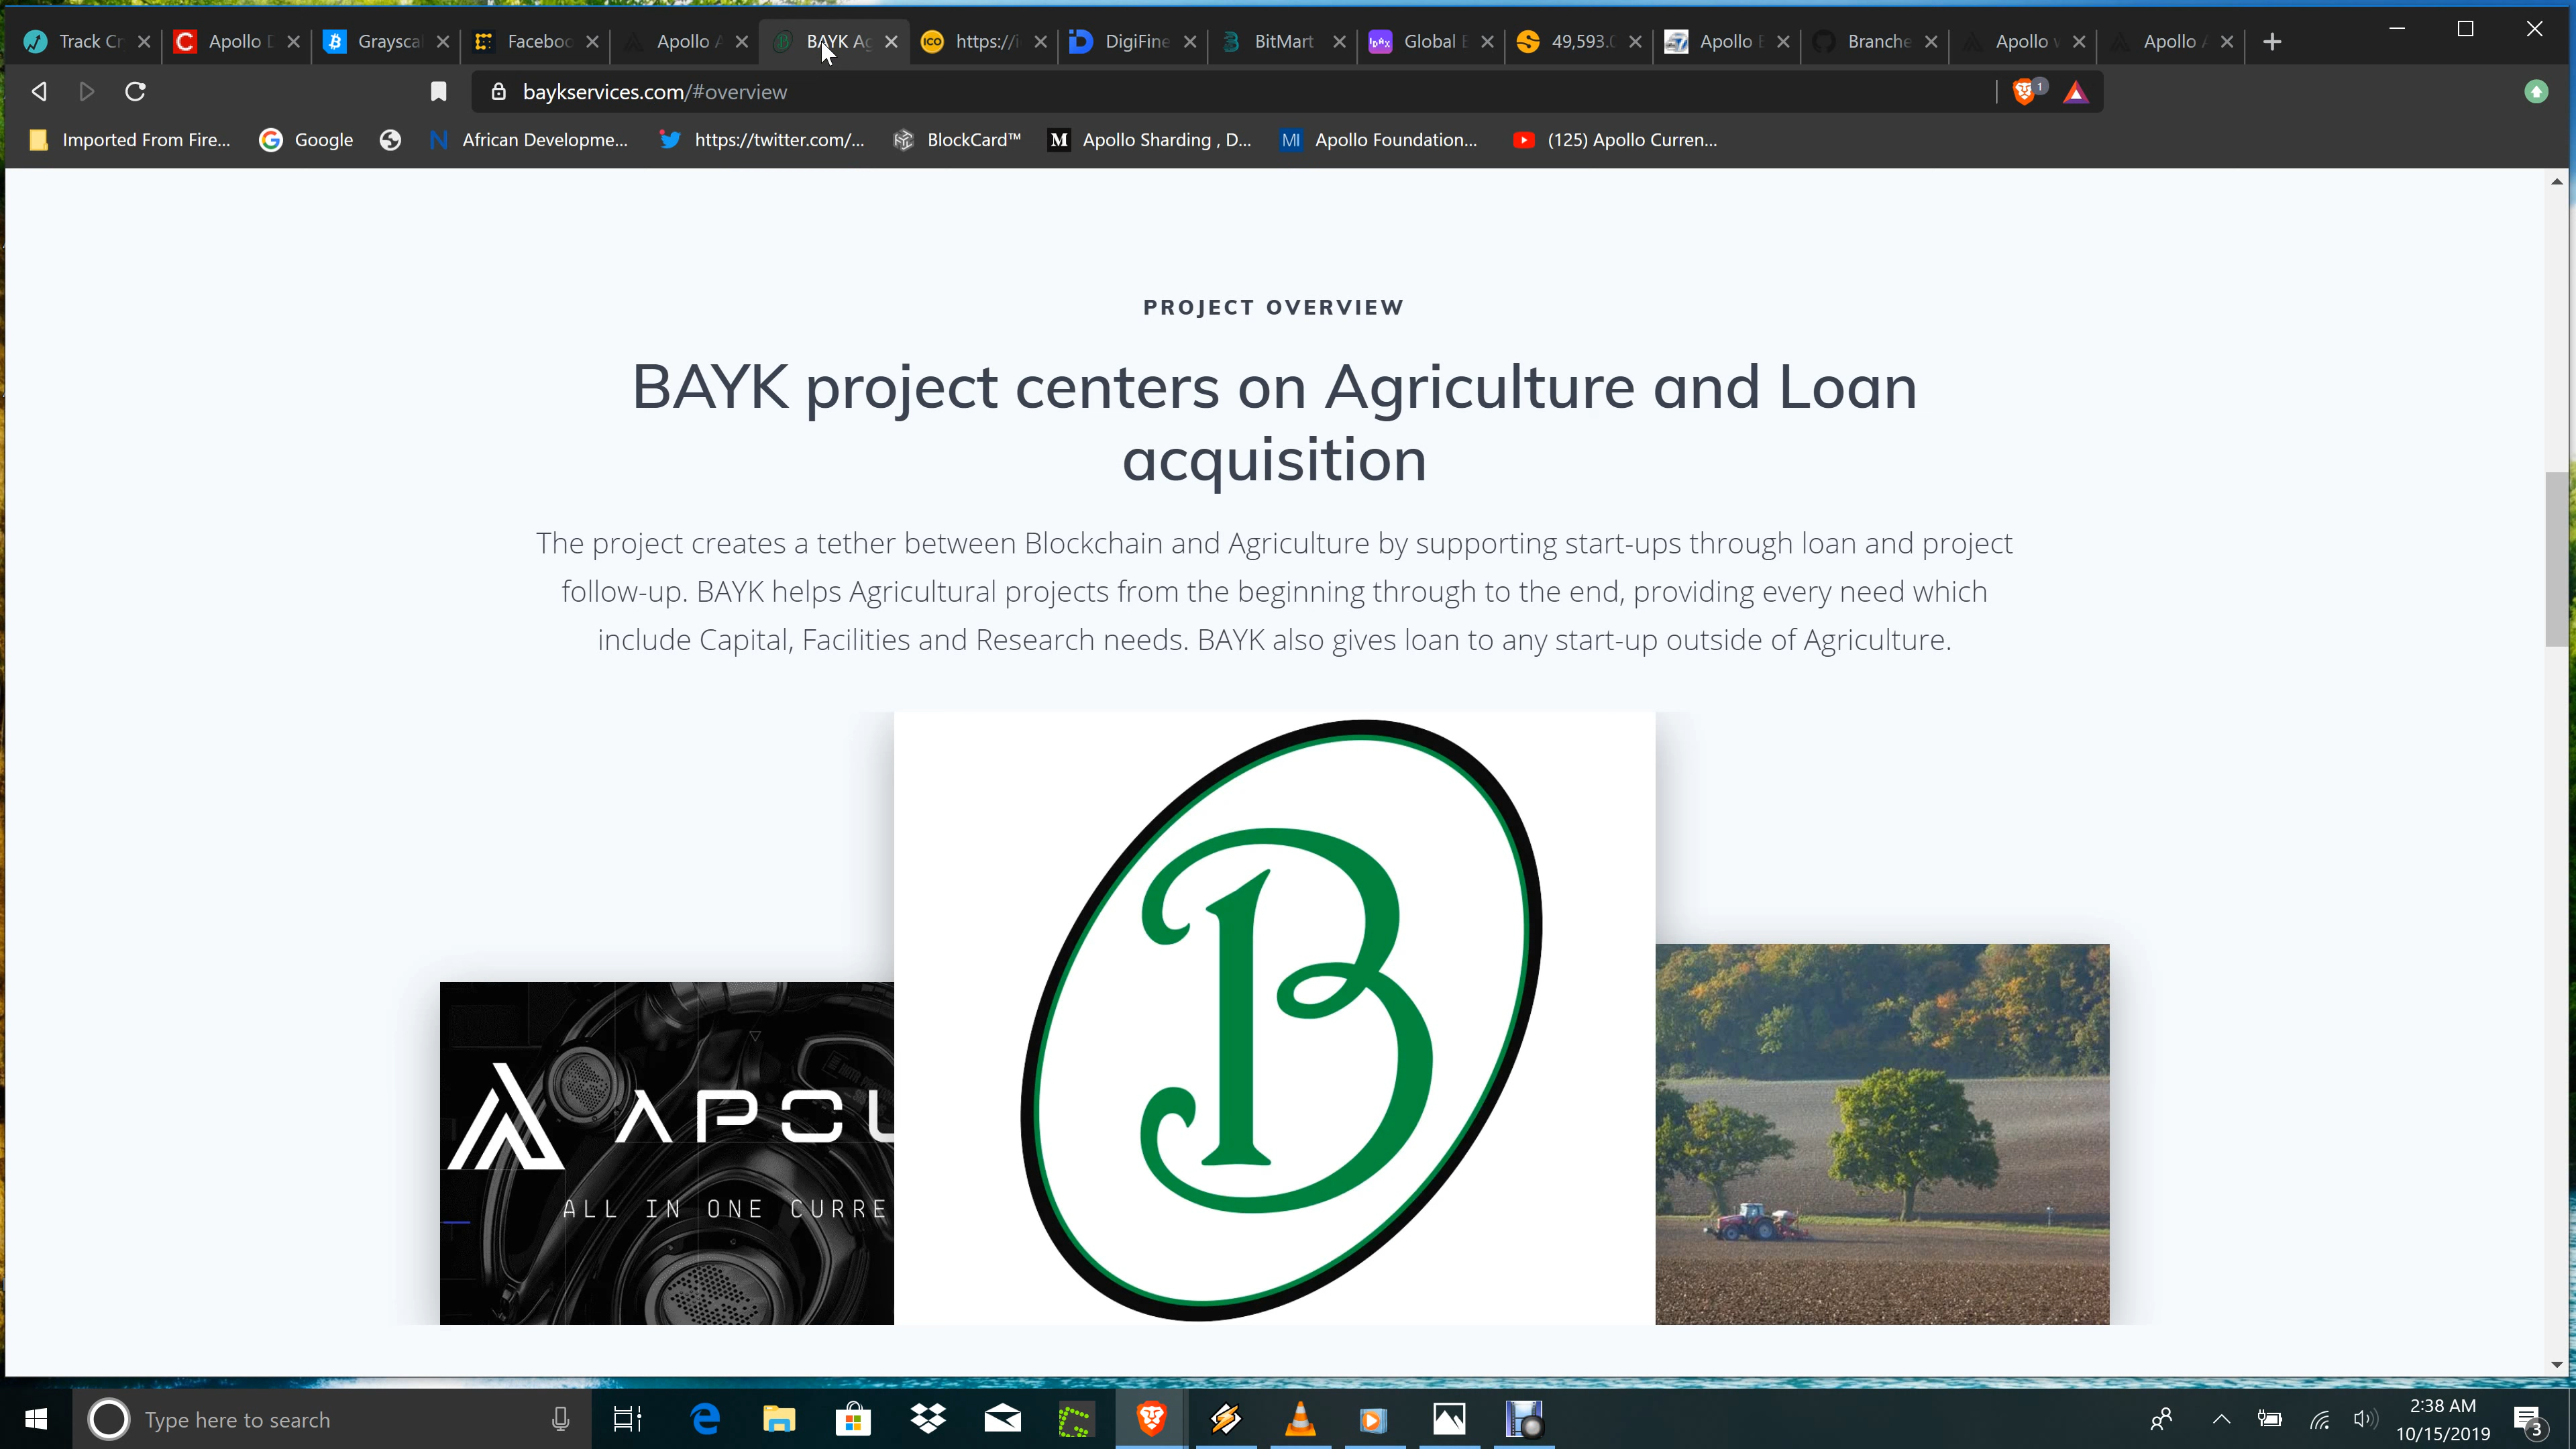 Track Cr
Apollo D
Grayscal
Faceboo
Apollo A
BAYK Ag
https://i
DigiFine
BitMart
Global E
49,593.0
Apollo E
Branche
Apollo w
Apollo A
baykservices.com/#overview
1
Imported From Fire...
Google
African Developme...
https://twitter.com/...
BlockCard™
Apollo Sharding , D...
Apollo Foundation...
(125) Apollo Curren...
PROJECT OVERVIEW
BAYK project centers on Agriculture and Loan
acquisition
The project creates a tether between Blockchain and Agriculture by supporting start-ups through loan and project
follow-up. BAYK helps Agricultural projects from the beginning through to the end, providing every need which
include Capital, Facilities and Research needs. BAYK also gives loan to any start-up outside of Agriculture.
B
APOL
ALL IN ONE CURRE
Type here to search
2:38 AM
10/15/2019
3